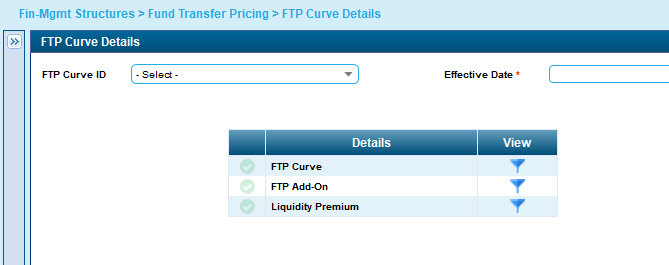 Fin-Mgmt Structures > Fund Transfer Pricing > FTP Curve Details
FTP Curve Details
FTP Curve ID - Select - Effective Date *
Details View
FTP Curve
FTP Add-On
Liquidity Premium